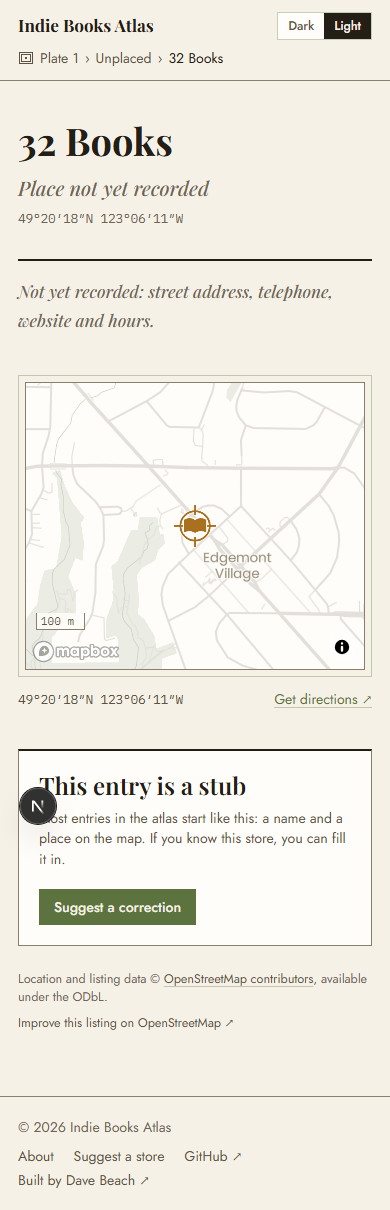 Indie Books Atlas
Dark Light
Plate 1 › Unplaced › 32 Books
32 Books
Place not yet recorded
49°20′18″N 123°06′11″W
Not yet recorded: street address, telephone,
website and hours.
Edgemont
Village
100 m
mapbox
49°20′18″N 123°06′11″W
Get directions ↗
This entry is a stub
N
ost entries in the atlas start like this: a name and a
place on the map. If you know this store, you can fill
it in.
Suggest a correction
Location and listing data © OpenStreetMap contributors, available
under the ODbL.
Improve this listing on OpenStreetMap ↗
© 2026 Indie Books Atlas
About Suggest a store GitHub ↗
Built by Dave Beach ↗